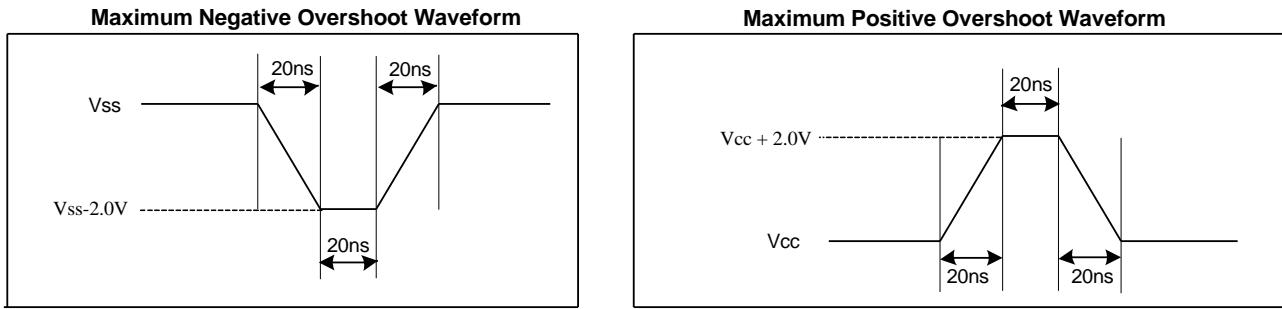 Maximum Negative Overshoot Waveform
20ns
20ns
Vss
Vss-2.0V
20ns
Maximum Positive Overshoot Waveform
20ns
Vcc + 2.0V
Vcc
20ns
20ns